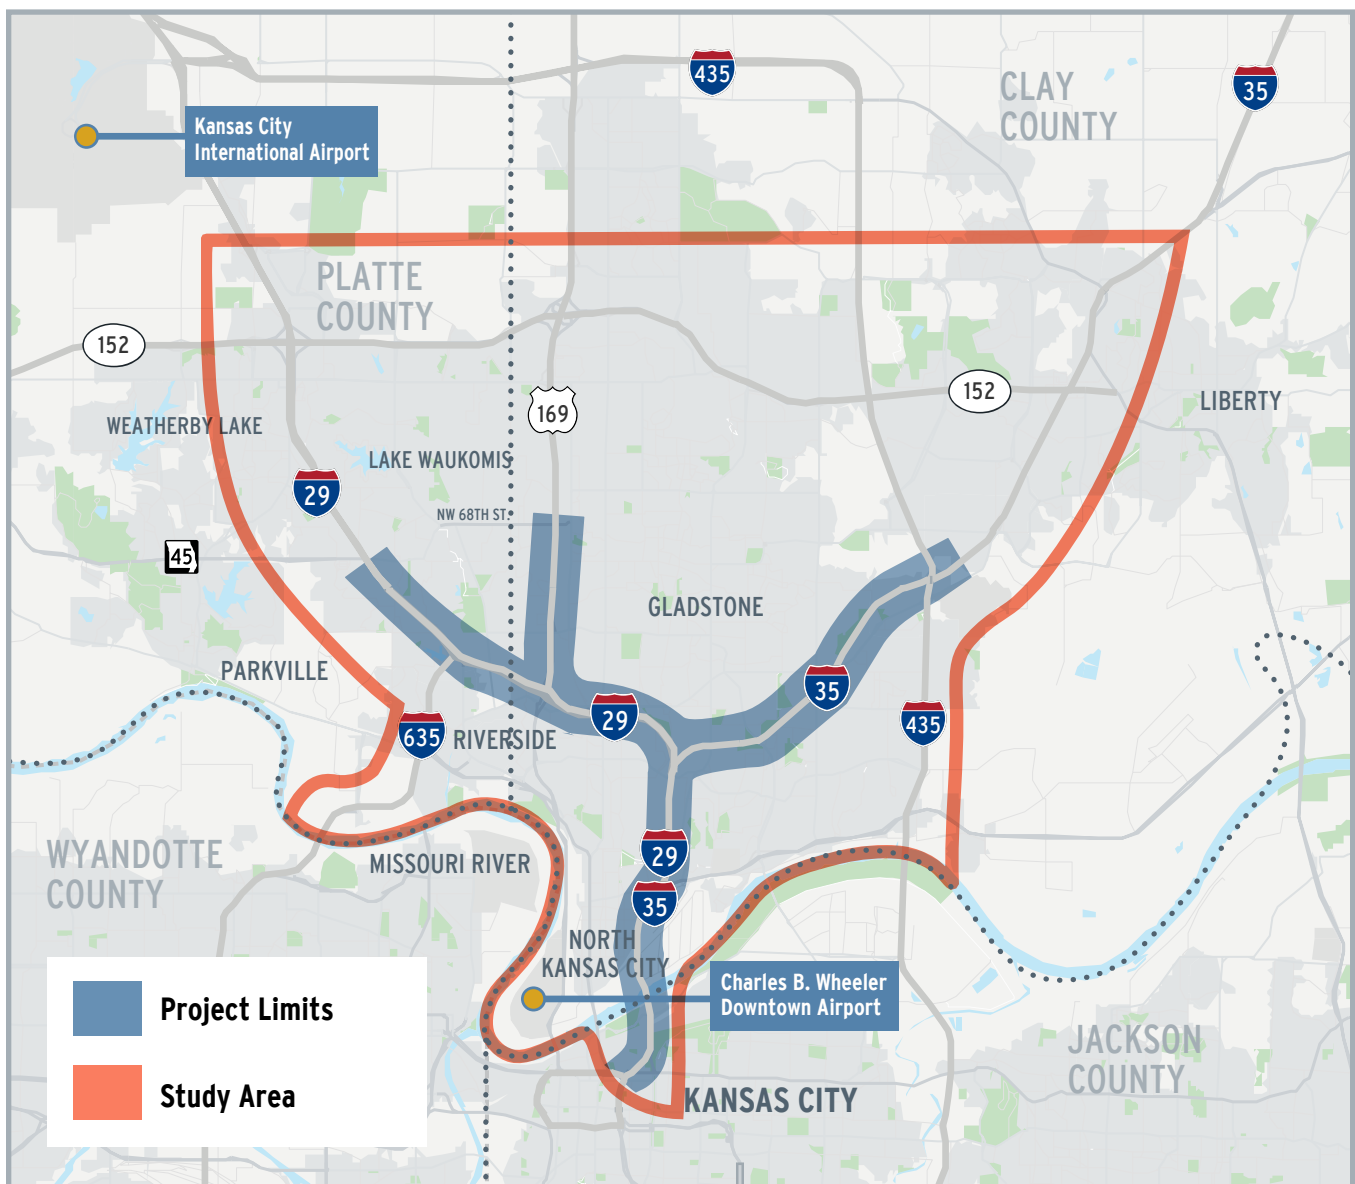 435
35
CLAY
COUNTY
Kansas City
International Airport
PLATTE
COUNTY
152
152
169
LIBERTY
WEATHERBY LAKE
LAKE WAUKOMIS
29
NW 68TH ST.
45
GLADSTONE
PARKVILLE
35
29
435
635
RIVERSIDE
WYANDOTTE
COUNTY
MISSOURI RIVER
29
35
NORTH
KANSAS CITY
Charles B. Wheeler
Downtown Airport
JACKSON
COUNTY
KANSAS CITY
Project Limits
Study Area